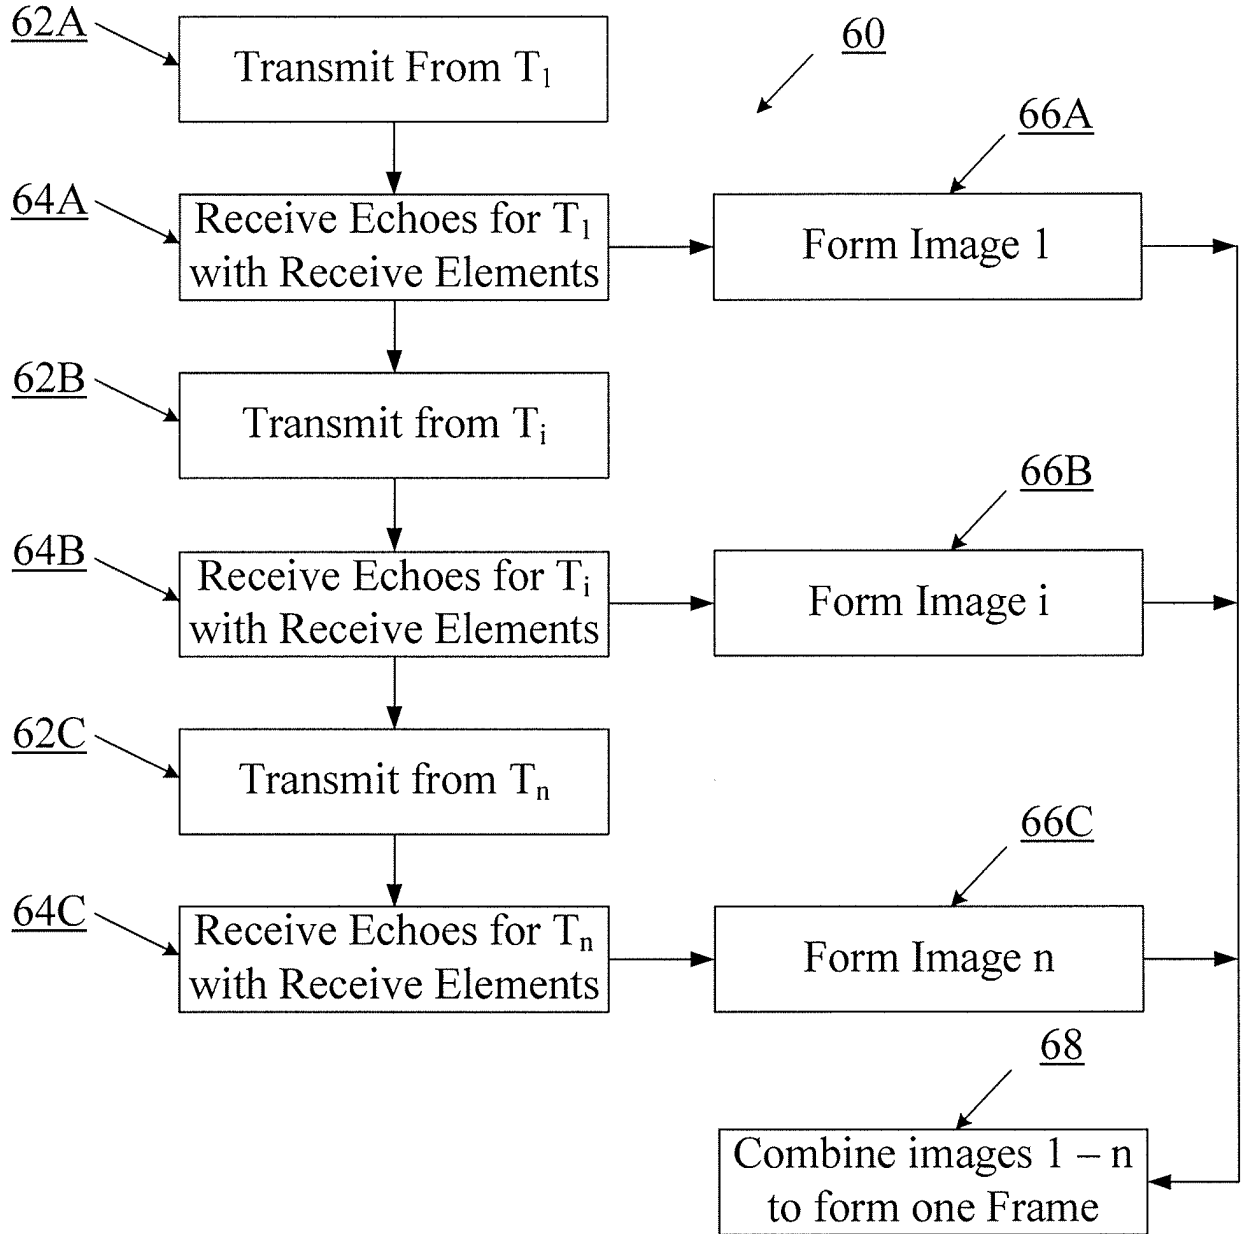 62A
Transmit From T1
60
66A
64A
Receive Echoes for T1
with Receive Elements
Form Image 1
62B
Transmit from Ti
66B
64B
Receive Echoes for Ti
with Receive Elements
Form Image i
62C
Transmit from Tn
66C
64C
Receive Echoes for Tn
with Receive Elements
Form Image n
68
Combine images 1 – n
to form one Frame